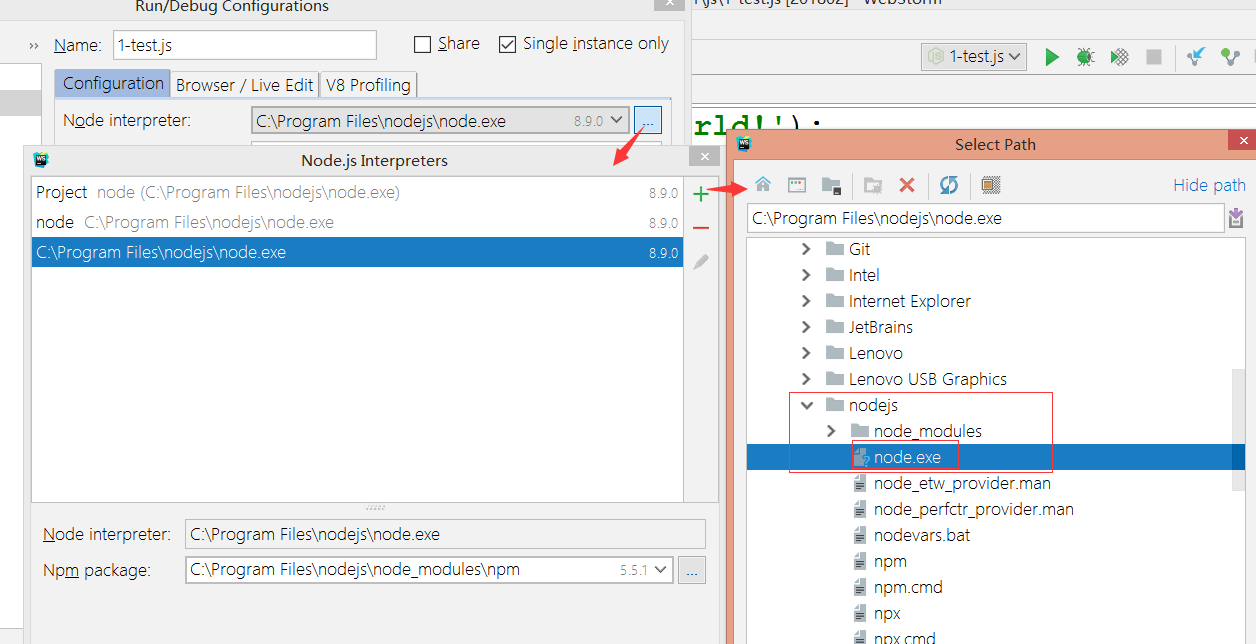 Run/Debug Configurations
1-test.js [201802] - WebStorm
Name: 1-test.js
Share
Single instance only
1-test.js
Configuration
Browser / Live Edit
V8 Profiling
Node interpreter: C:\Program Files\nodejs\node.exe 8.9.0 ...
rld!');
Node.js Interpreters
Project node (C:\Program Files\nodejs\node.exe) 8.9.0
node C:\Program Files\nodejs\node.exe 8.9.0
C:\Program Files\nodejs\node.exe 8.9.0
Node interpreter: C:\Program Files\nodejs\node.exe
Npm package: C:\Program Files\nodejs\node_modules\npm 5.5.1 ...
Select Path
Hide path
C:\Program Files\nodejs\node.exe
Git
Intel
Internet Explorer
JetBrains
Lenovo
Lenovo USB Graphics
nodejs
node_modules
node.exe
node_etw_provider.man
node_perfctr_provider.man
nodevars.bat
npm
npm.cmd
npx
npx.cmd